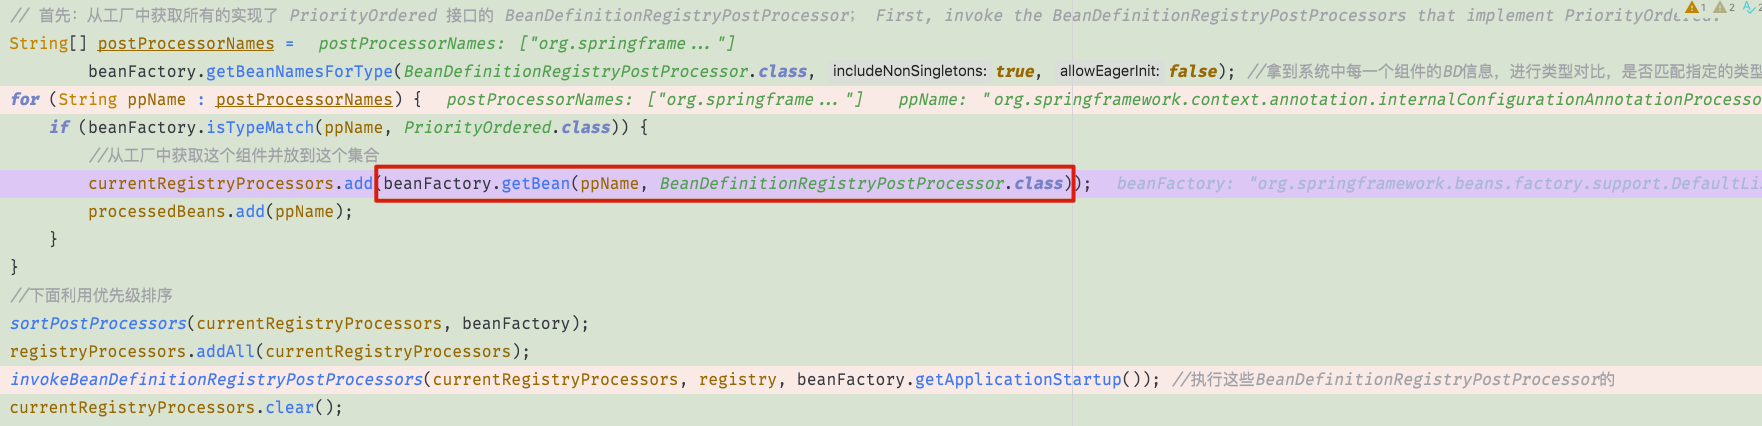 // 首先：从工厂中获取所有的实现了 PriorityOrdered 接口的 BeanDefinitionRegistryPostProcessor； First, invoke the BeanDefinitionRegistryPostProcessors that implement PriorityOrdered. 1 2
String[] postProcessorNames = postProcessorNames: ["org.springframe..."]
beanFactory.getBeanNamesForType(BeanDefinitionRegistryPostProcessor.class, includeNonSingletons: true, allowEagerInit: false); //拿到系统中每一个组件的BD信息，进行类型对比，是否匹配指定的类型
for (String ppName : postProcessorNames) { postProcessorNames: ["org.springframe..."] ppName: "org.springframework.context.annotation.internalConfigurationAnnotationProcesso
if (beanFactory.isTypeMatch(ppName, PriorityOrdered.class)) {
//从工厂中获取这个组件并放到这个集合
currentRegistryProcessors.add(beanFactory.getBean(ppName, BeanDefinitionRegistryPostProcessor.class)); beanFactory: "org.springframework.beans.factory.support.DefaultLi
processedBeans.add(ppName);
}
}
//下面利用优先级排序
sortPostProcessors(currentRegistryProcessors, beanFactory);
registryProcessors.addAll(currentRegistryProcessors);
invokeBeanDefinitionRegistryPostProcessors(currentRegistryProcessors, registry, beanFactory.getApplicationStartup()); //执行这些BeanDefinitionRegistryPostProcessor的
currentRegistryProcessors.clear();